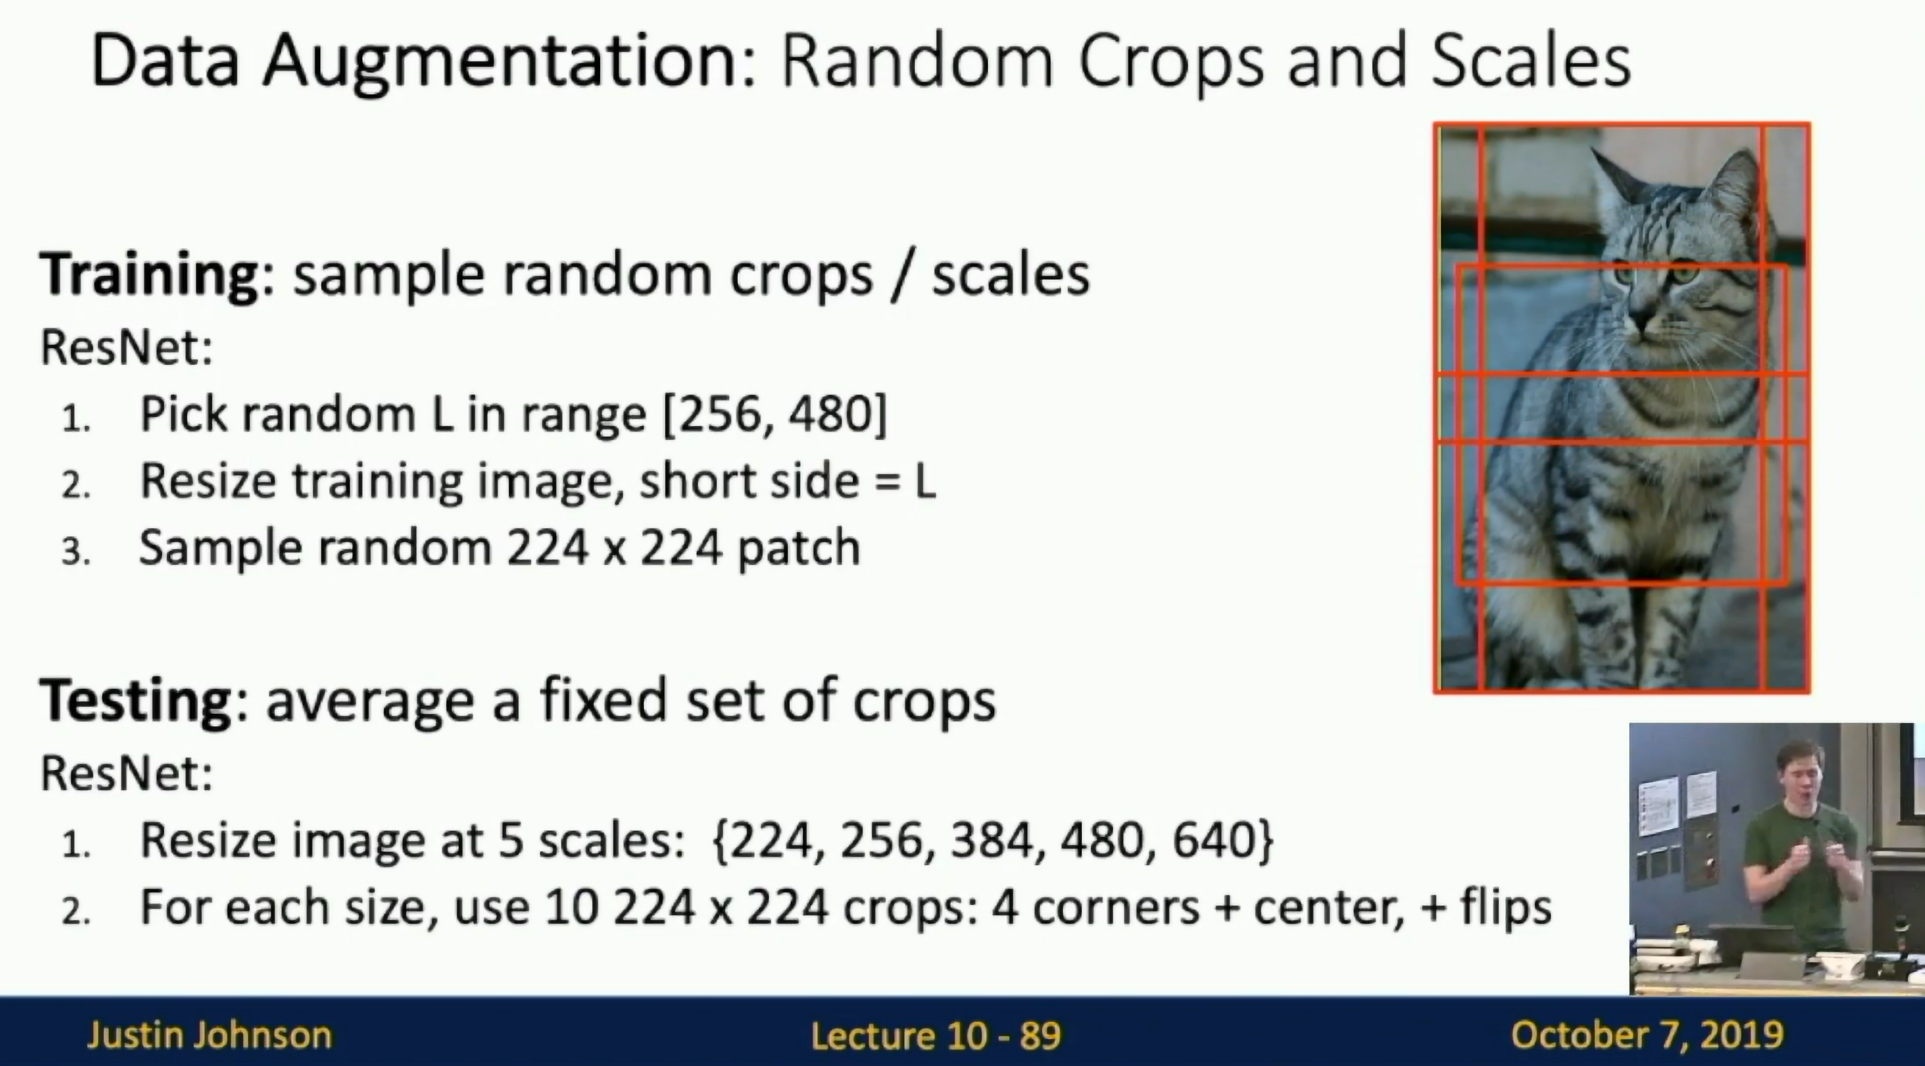 Data Augmentation: Random Crops and Scales
Training: sample random crops / scales
ResNet:
1. Pick random L in range [256, 480]
2. Resize training image, short side = L
3. Sample random 224 x 224 patch
Testing: average a fixed set of crops
ResNet:
1. Resize image at 5 scales: {224, 256, 384, 480, 640}
2. For each size, use 10 224 x 224 crops: 4 corners + center, + flips
Justin Johnson
Lecture 10 - 89
October 7, 2019